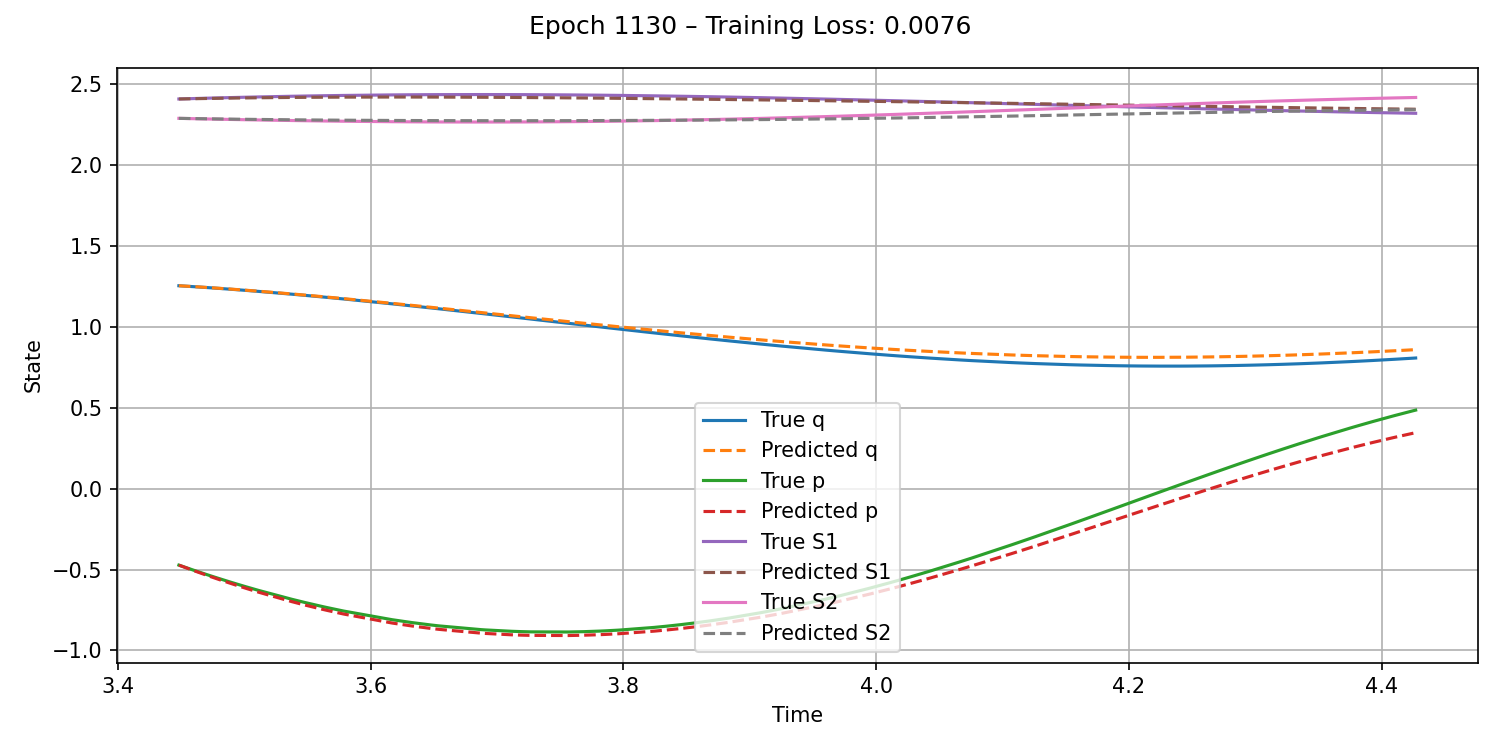 Epoch 1130 – Training Loss: 0.0076
2.5
2.0
1.5
1.0
0.5
0.0
−0.5
−1.0
State
True q
Predicted q
True p
Predicted p
True S1
Predicted S1
True S2
Predicted S2
3.4 3.6 3.8 4.0 4.2 4.4
Time